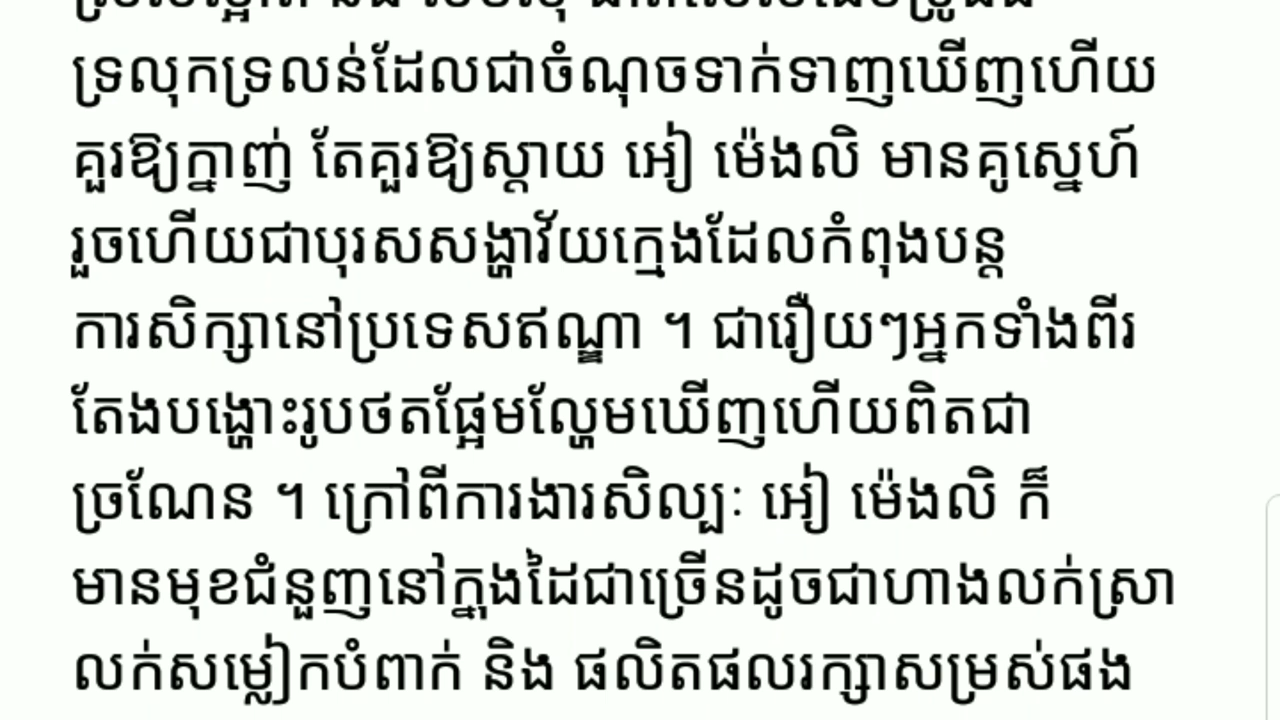 ទ្រលុកទ្រលន់ដែលជាចំណុចទាក់ទាញឃើញហើយ
គួរឱ្យក្នាញ់ តែគួរឱ្យស្តាយ អៀ ម៉េងលិ មានគូស្នេហ៍
រួចហើយជាបុរសសង្ហាវ័យក្មេងដែលកំពុងបន្ត
ការសិក្សានៅប្រទេសឥណ្ឌា ។ ជារឿយៗអ្នកទាំងពីរ
តែងបង្ហោះរូបថតផ្អែមល្ហែមឃើញហើយពិតជា
ច្រណែន ។ ក្រៅពីការងារសិល្បៈ អៀ ម៉េងលិ ក៏
មានមុខជំនួញនៅក្នុងដៃជាច្រើនដូចជាហាងលក់ស្រា
លក់សម្លៀកបំពាក់ និង ផលិតផលរក្សាសម្រស់ផង